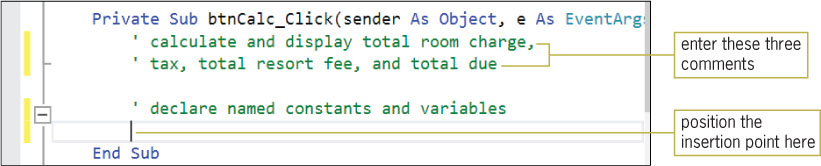 Private Sub btnCalc_Click(sender As Object, e As EventArgs
' calculate and display total room charge,
' tax, total resort fee, and total due
enter these three
comments
' declare named constants and variables
position the
insertion point here
End Sub